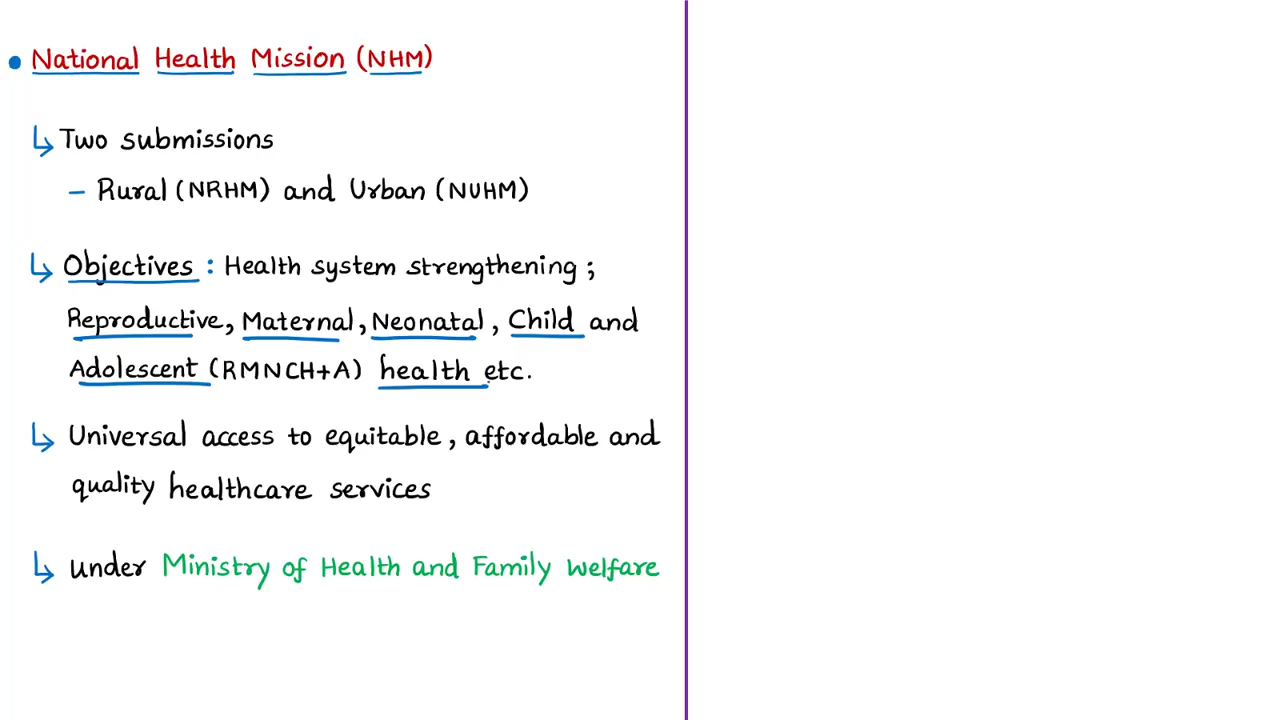 • National Health Mission (NHM)
↳ Two submissions
– Rural (NRHM) and Urban (NUHM)
↳ Objectives : Health system strengthening ;
Reproductive, Maternal, Neonatal, Child and
Adolescent (RMNCH+A) health etc.
↳ Universal access to equitable, affordable and
quality healthcare services
↳ under Ministry of Health and Family welfare